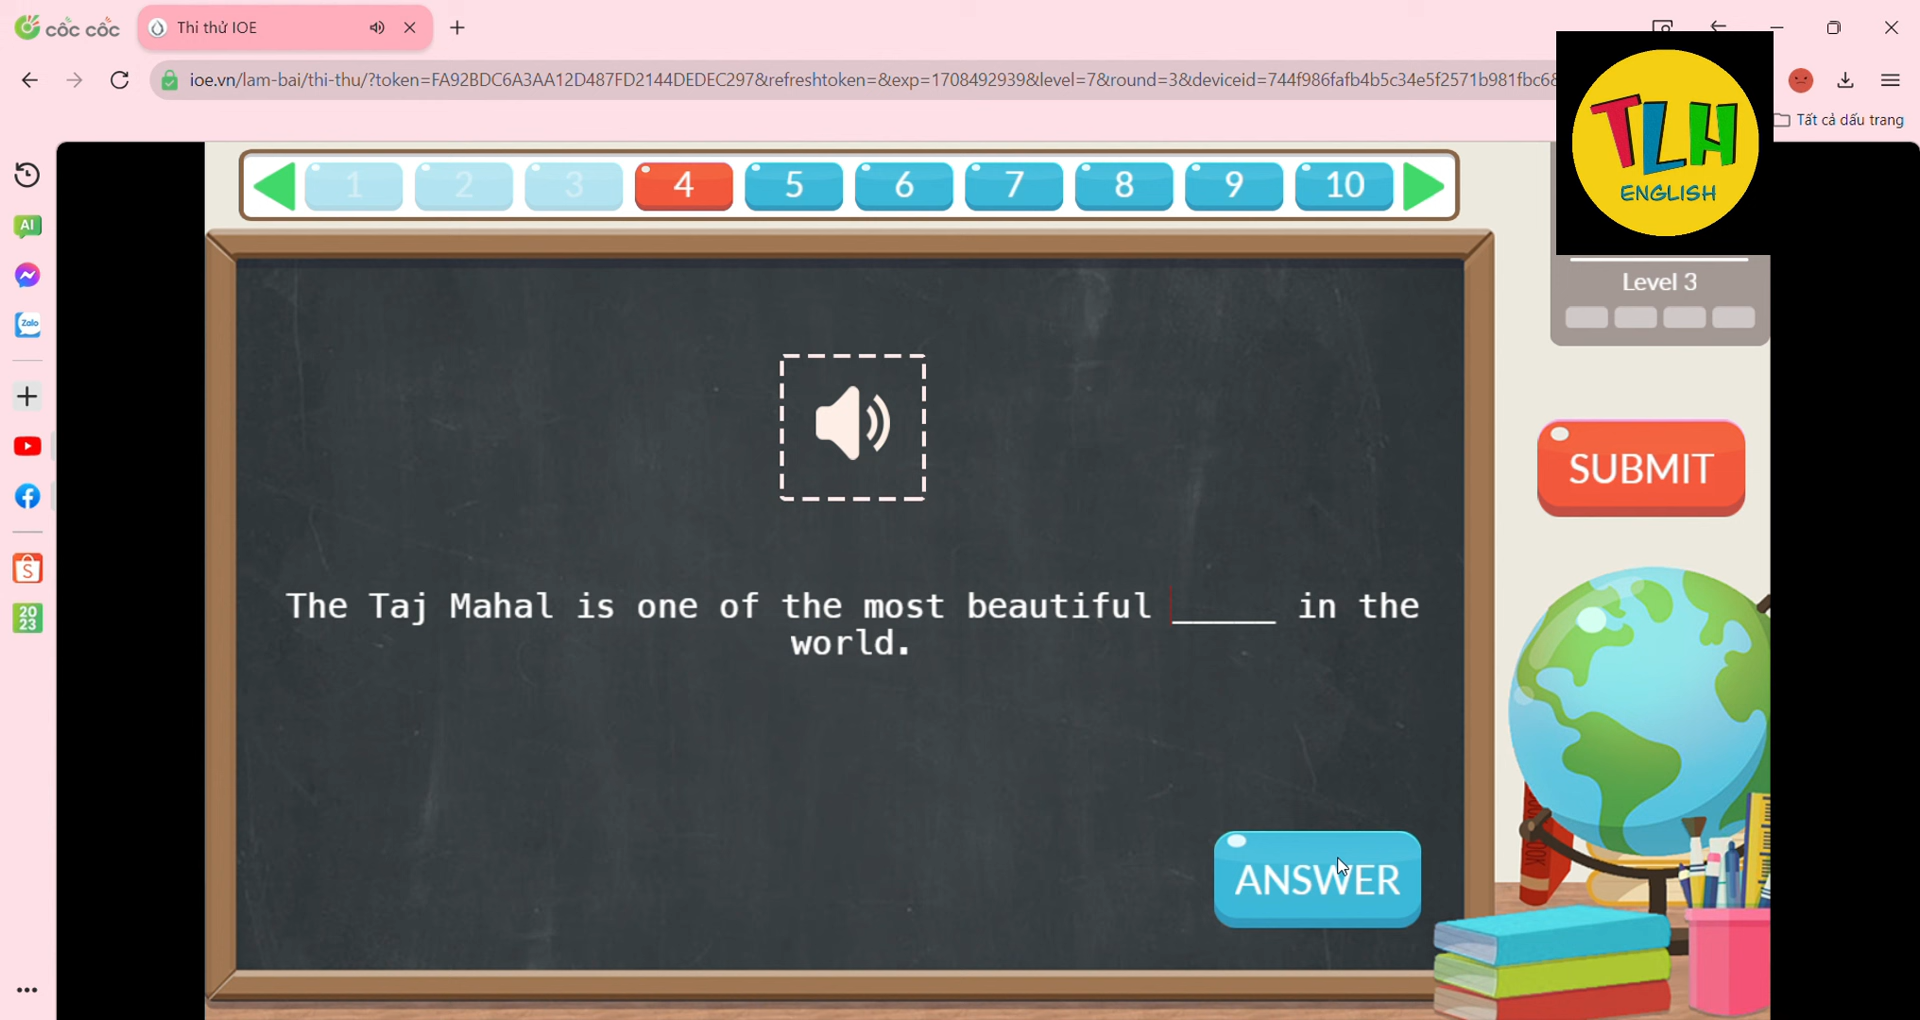 cốc cốc
Thi thử IOE
ioe.vn/lam-bai/thi-thu/?token=FA92BDC6A3AA12D487FD2144DEDEC297&refreshtoken=&exp=1708492939&level=7&round=3&deviceid=744f986fafb4b5c34e5f2571b981fbc6&
Tất cả dấu trang
TLH
ENGLISH
1 2 3 4 5 6 7 8 9 10
AI
Zalo
20
23
Level 3
SUBMIT
The Taj Mahal is one of the most beautiful _____ in the
world.
ANSWER